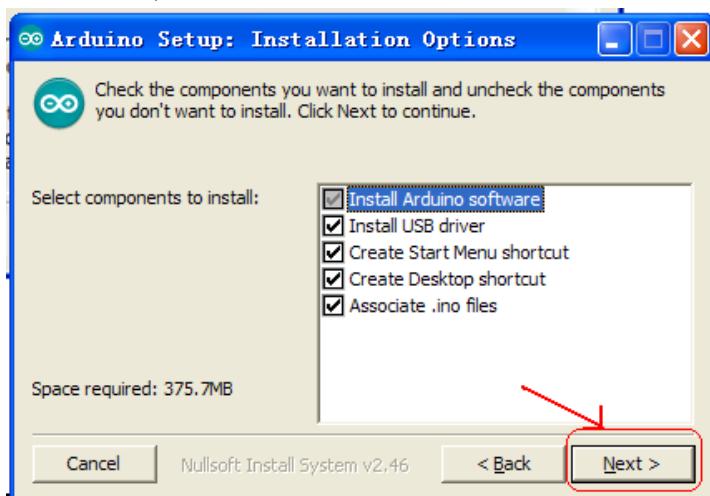 Arduino Setup: Installation Options
Check the components you want to install and uncheck the components
you don't want to install. Click Next to continue.
Select components to install:
Install Arduino software
Install USB driver
Create Start Menu shortcut
Create Desktop shortcut
Associate .ino files
Space required: 375.7MB
Cancel
Nullsoft Install System v2.46
< Back
Next >